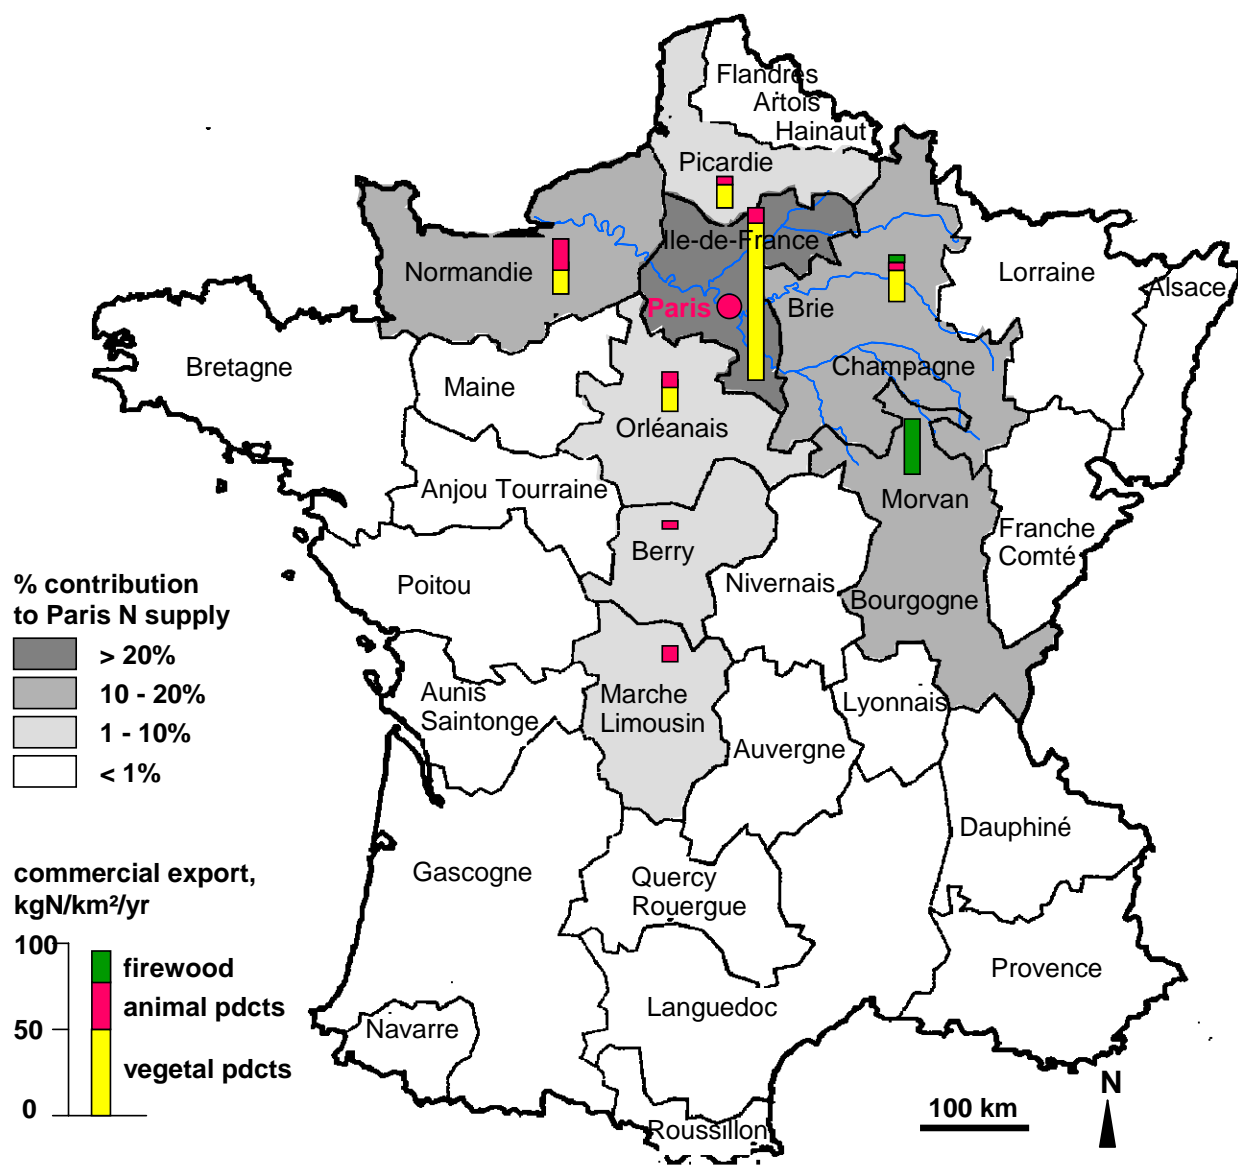 Flandres
Artois
Hainaut
Picardie
Ile-de-France
Normandie
Lorraine
Alsace
Paris
Brie
Bretagne
Maine
Champagne
Orléanais
Anjou Tourraine
Morvan
Franche
Comté
Berry
Nivernais
Poitou
Bourgogne
% contribution
to Paris N supply
> 20%
10 - 20%
1 - 10%
< 1%
Aunis
Saintonge
Marche
Limousin
Lyonnais
Auvergne
Dauphiné
Gascogne
Quercy
Rouergue
commercial export,
kgN/km²/yr
100
50
0
firewood
animal pdcts
vegetal pdcts
Provence
Languedoc
Navarre
Roussillon
100 km
N